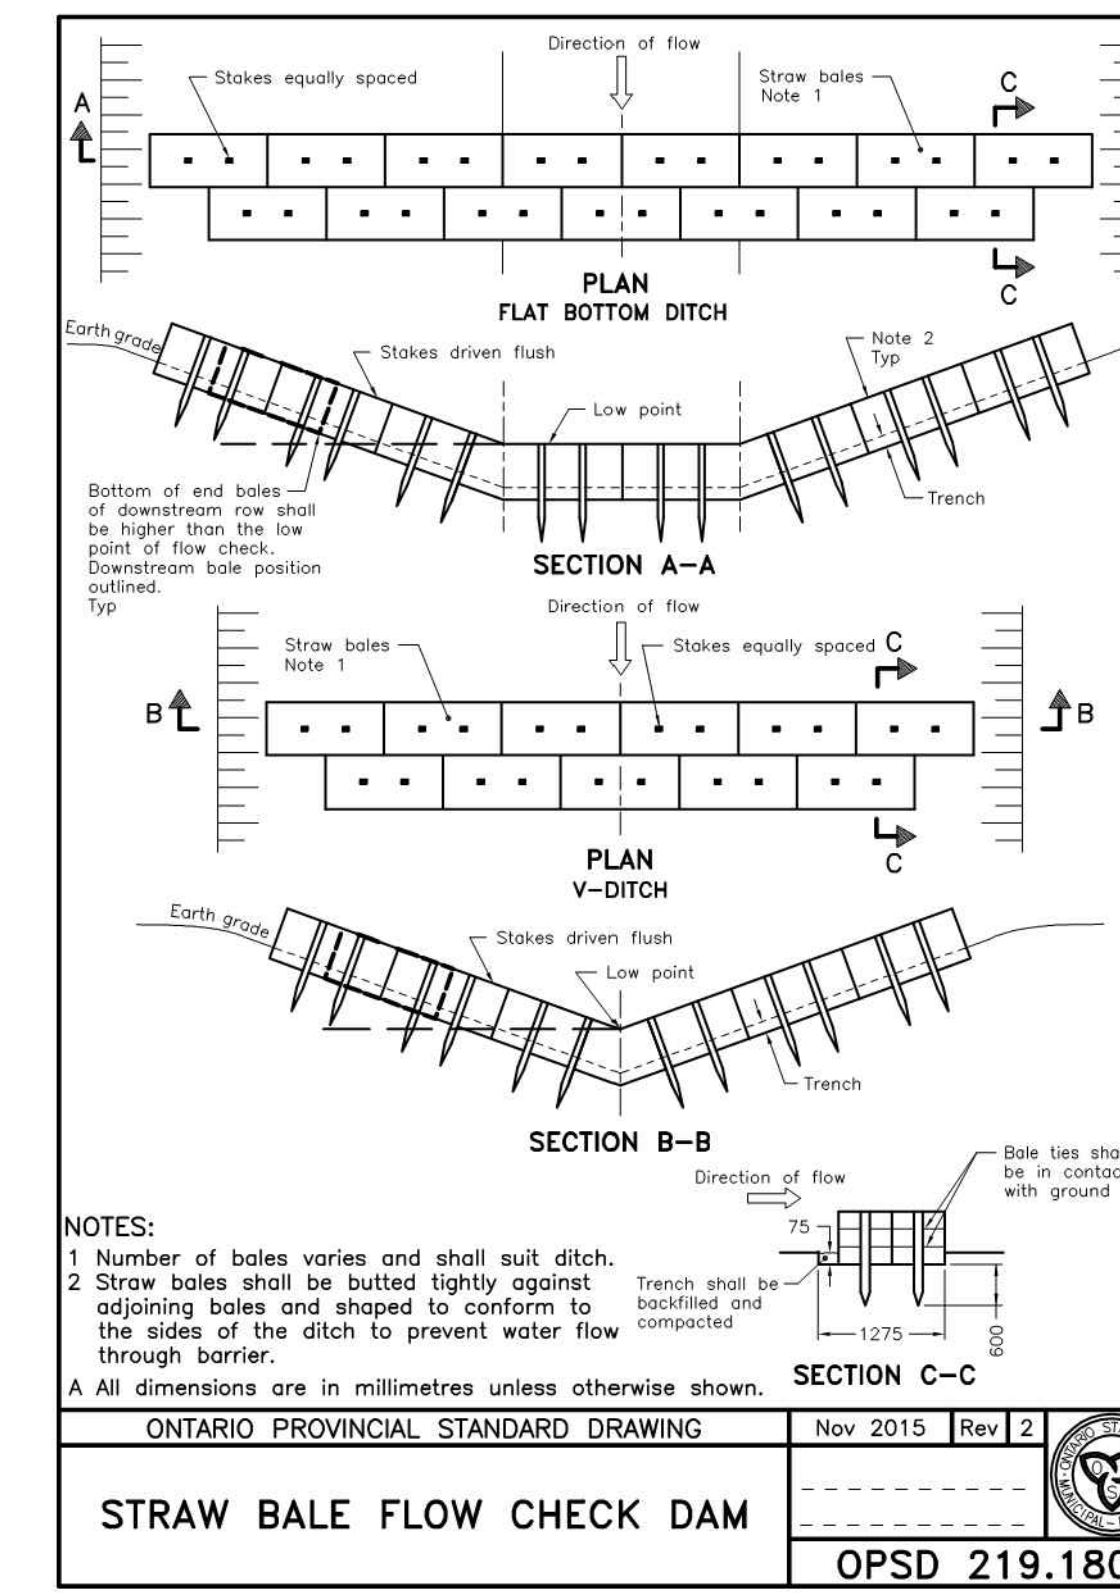 Direction of flow
Stakes equally spaced
Straw bales
Note 1
C
A
PLAN
FLAT BOTTOM DITCH
C
Earth grade
Stakes driven flush
Note 2
Typ
Low point
Trench
Bottom of end bales
of downstream row shall
be higher than the low
point of flow check.
Downstream bale position
outlined.
Typ
SECTION A-A
Direction of flow
Straw bales
Note 1
Stakes equally spaced
C
B
B
PLAN
V-DITCH
C
Earth grade
Stakes driven flush
Low point
Trench
SECTION B-B
Bale ties
be in
with ground
Direction of flow
75
Trench shall be
backfilled and
compacted
1275
600
SECTION C-C
NOTES:
1 Number of bales varies and shall suit ditch.
2 Straw bales shall be butted tightly against
adjoining bales and shaped to conform to
the sides of the ditch to prevent water flow
through barrier.
A All dimensions are in millimetres unless otherwise shown.
ONTARIO PROVINCIAL STANDARD DRAWING
Nov 2015
Rev 2
STRAW BALE FLOW CHECK DAM
OPSD 219.180